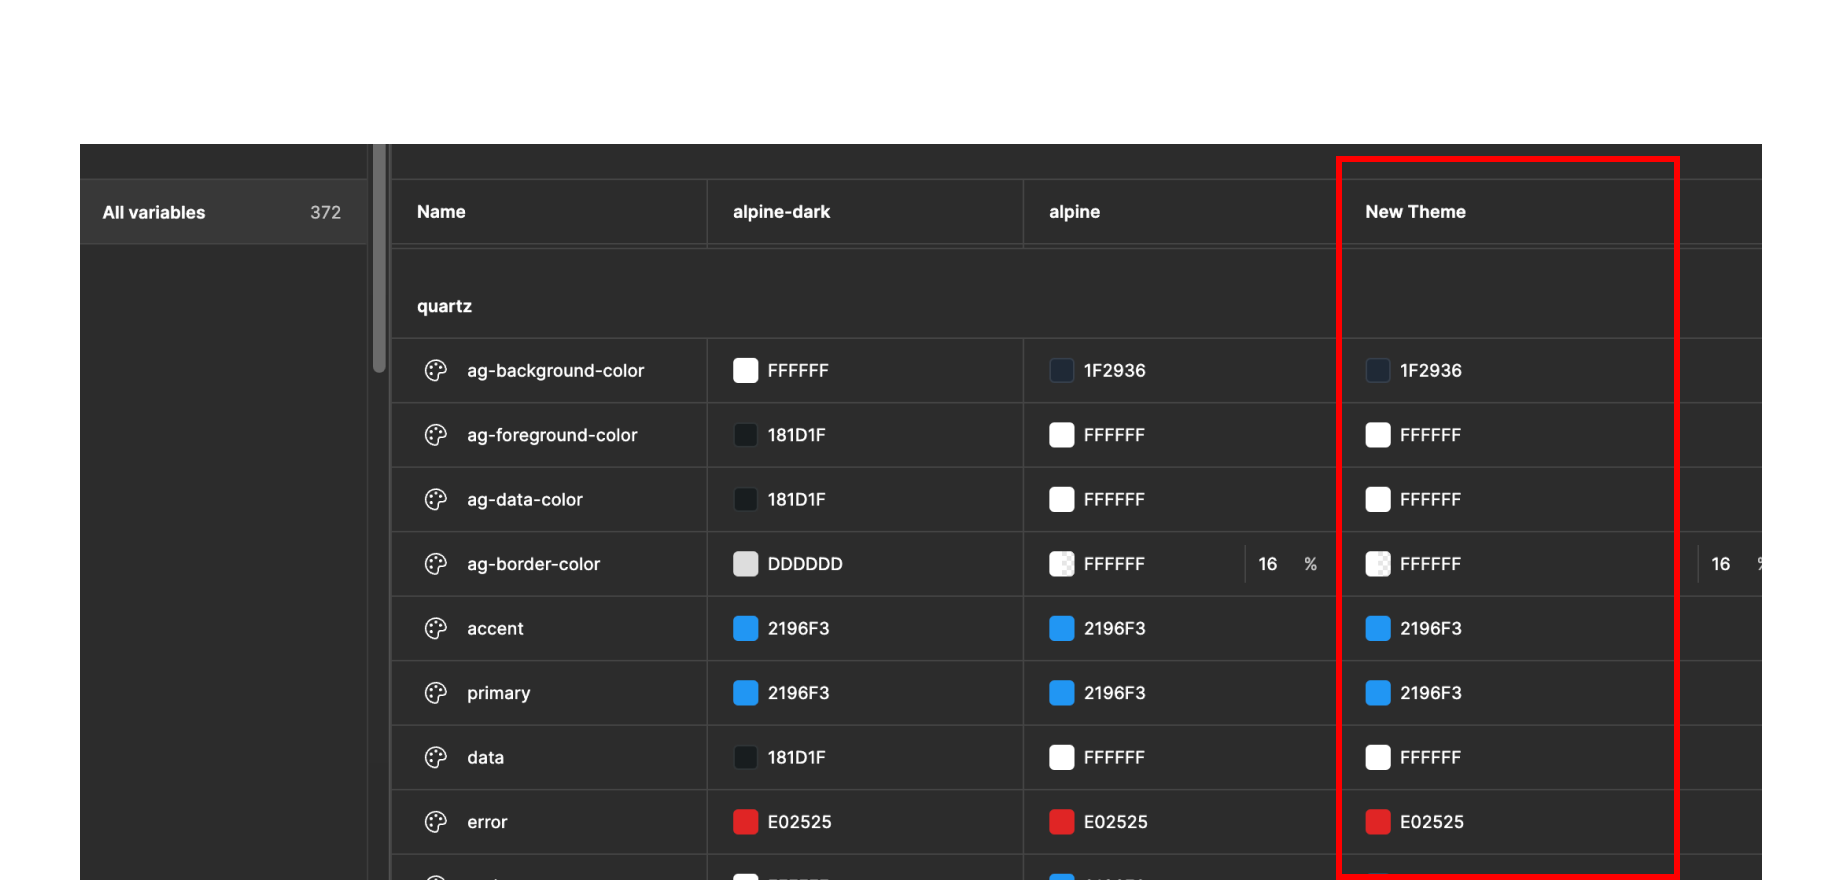 All variables 372 Name alpine-dark alpine New Theme
quartz
ag-background-color FFFFFF 1F2936 1F2936
ag-foreground-color 181D1F FFFFFF FFFFFF
ag-data-color 181D1F FFFFFF FFFFFF
ag-border-color DDDDDD FFFFFF 16 % FFFFFF 16
accent 2196F3 2196F3 2196F3
primary 2196F3 2196F3 2196F3
data 181D1F FFFFFF FFFFFF
error E02525 E02525 E02525